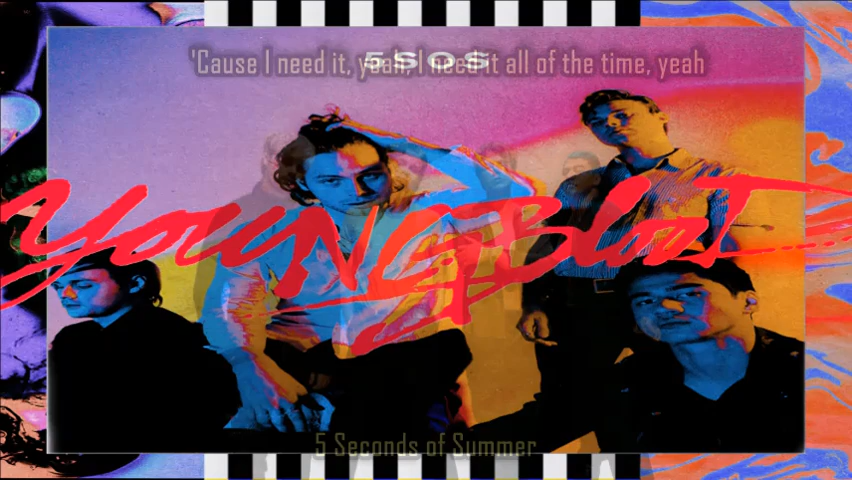 'Cause I need it, yeah, I need it all of the time, yeah
5SOS
YOUNGBLOOD
5 Seconds of Summer